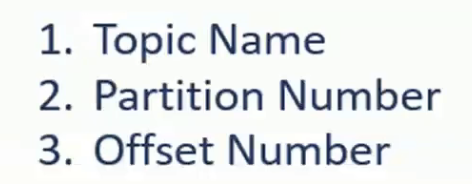 1. Topic Name
2. Partition Number
3. Offset Number